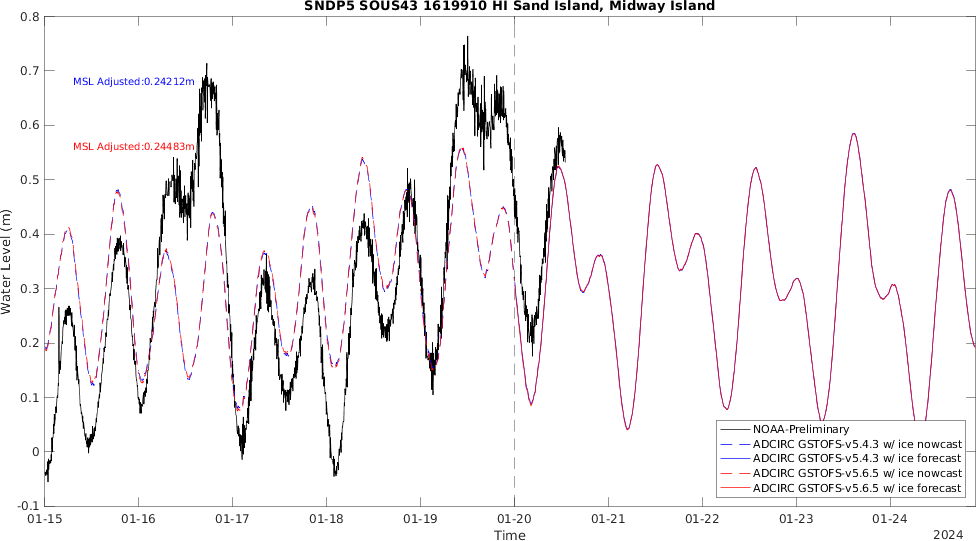 SNDP5 SOUS43 1619910 HI Sand Island, Midway Island
0.8
0.7
0.6
0.5
0.4
0.3
0.2
0.1
0
-0.1
Water Level (m)
MSL Adjusted:0.24212m
MSL Adjusted:0.24483m
NOAA-Preliminary
ADCIRC GSTOFS-v5.4.3 w/ ice nowcast
ADCIRC GSTOFS-v5.4.3 w/ ice forecast
ADCIRC GSTOFS-v5.6.5 w/ ice nowcast
ADCIRC GSTOFS-v5.6.5 w/ ice forecast
01-15 01-16 01-17 01-18 01-19 01-20 01-21 01-22 01-23 01-24
Time
2024